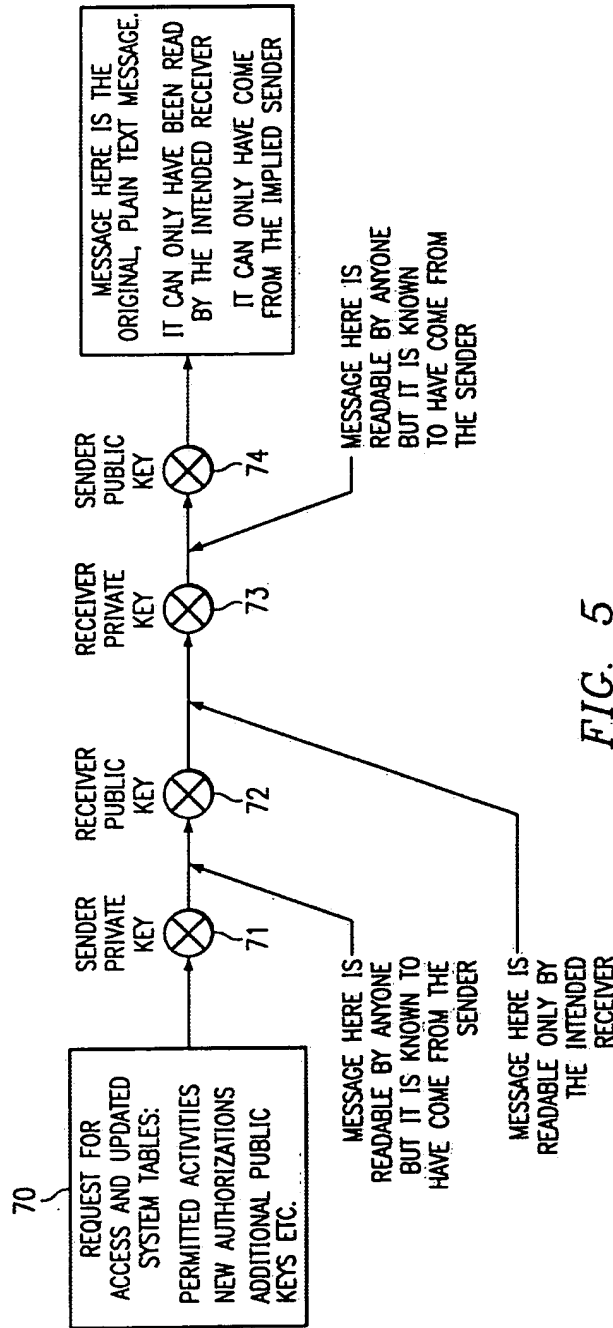 70
REQUEST FOR
ACCESS AND UPDATED
SYSTEM TABLES:
PERMITTED ACTIVITIES
NEW AUTHORIZATIONS
ADDITIONAL PUBLIC
KEYS ETC.
SENDER
PRIVATE
KEY
71
RECEIVER
PUBLIC
KEY
72
RECEIVER
PRIVATE
KEY
73
SENDER
PUBLIC
KEY
74
MESSAGE HERE IS THE
ORIGINAL, PLAIN TEXT MESSAGE.
IT CAN ONLY HAVE BEEN READ
BY THE INTENDED RECEIVER
IT CAN ONLY HAVE COME
FROM THE IMPLIED SENDER
MESSAGE HERE IS
READABLE BY ANYONE
BUT IT IS KNOWN TO
HAVE COME FROM THE
SENDER
MESSAGE HERE IS
READABLE ONLY BY
THE INTENDED
RECEIVER
MESSAGE HERE IS
READABLE BY ANYONE
BUT IT IS KNOWN
TO HAVE COME FROM
THE SENDER
FIG. 5